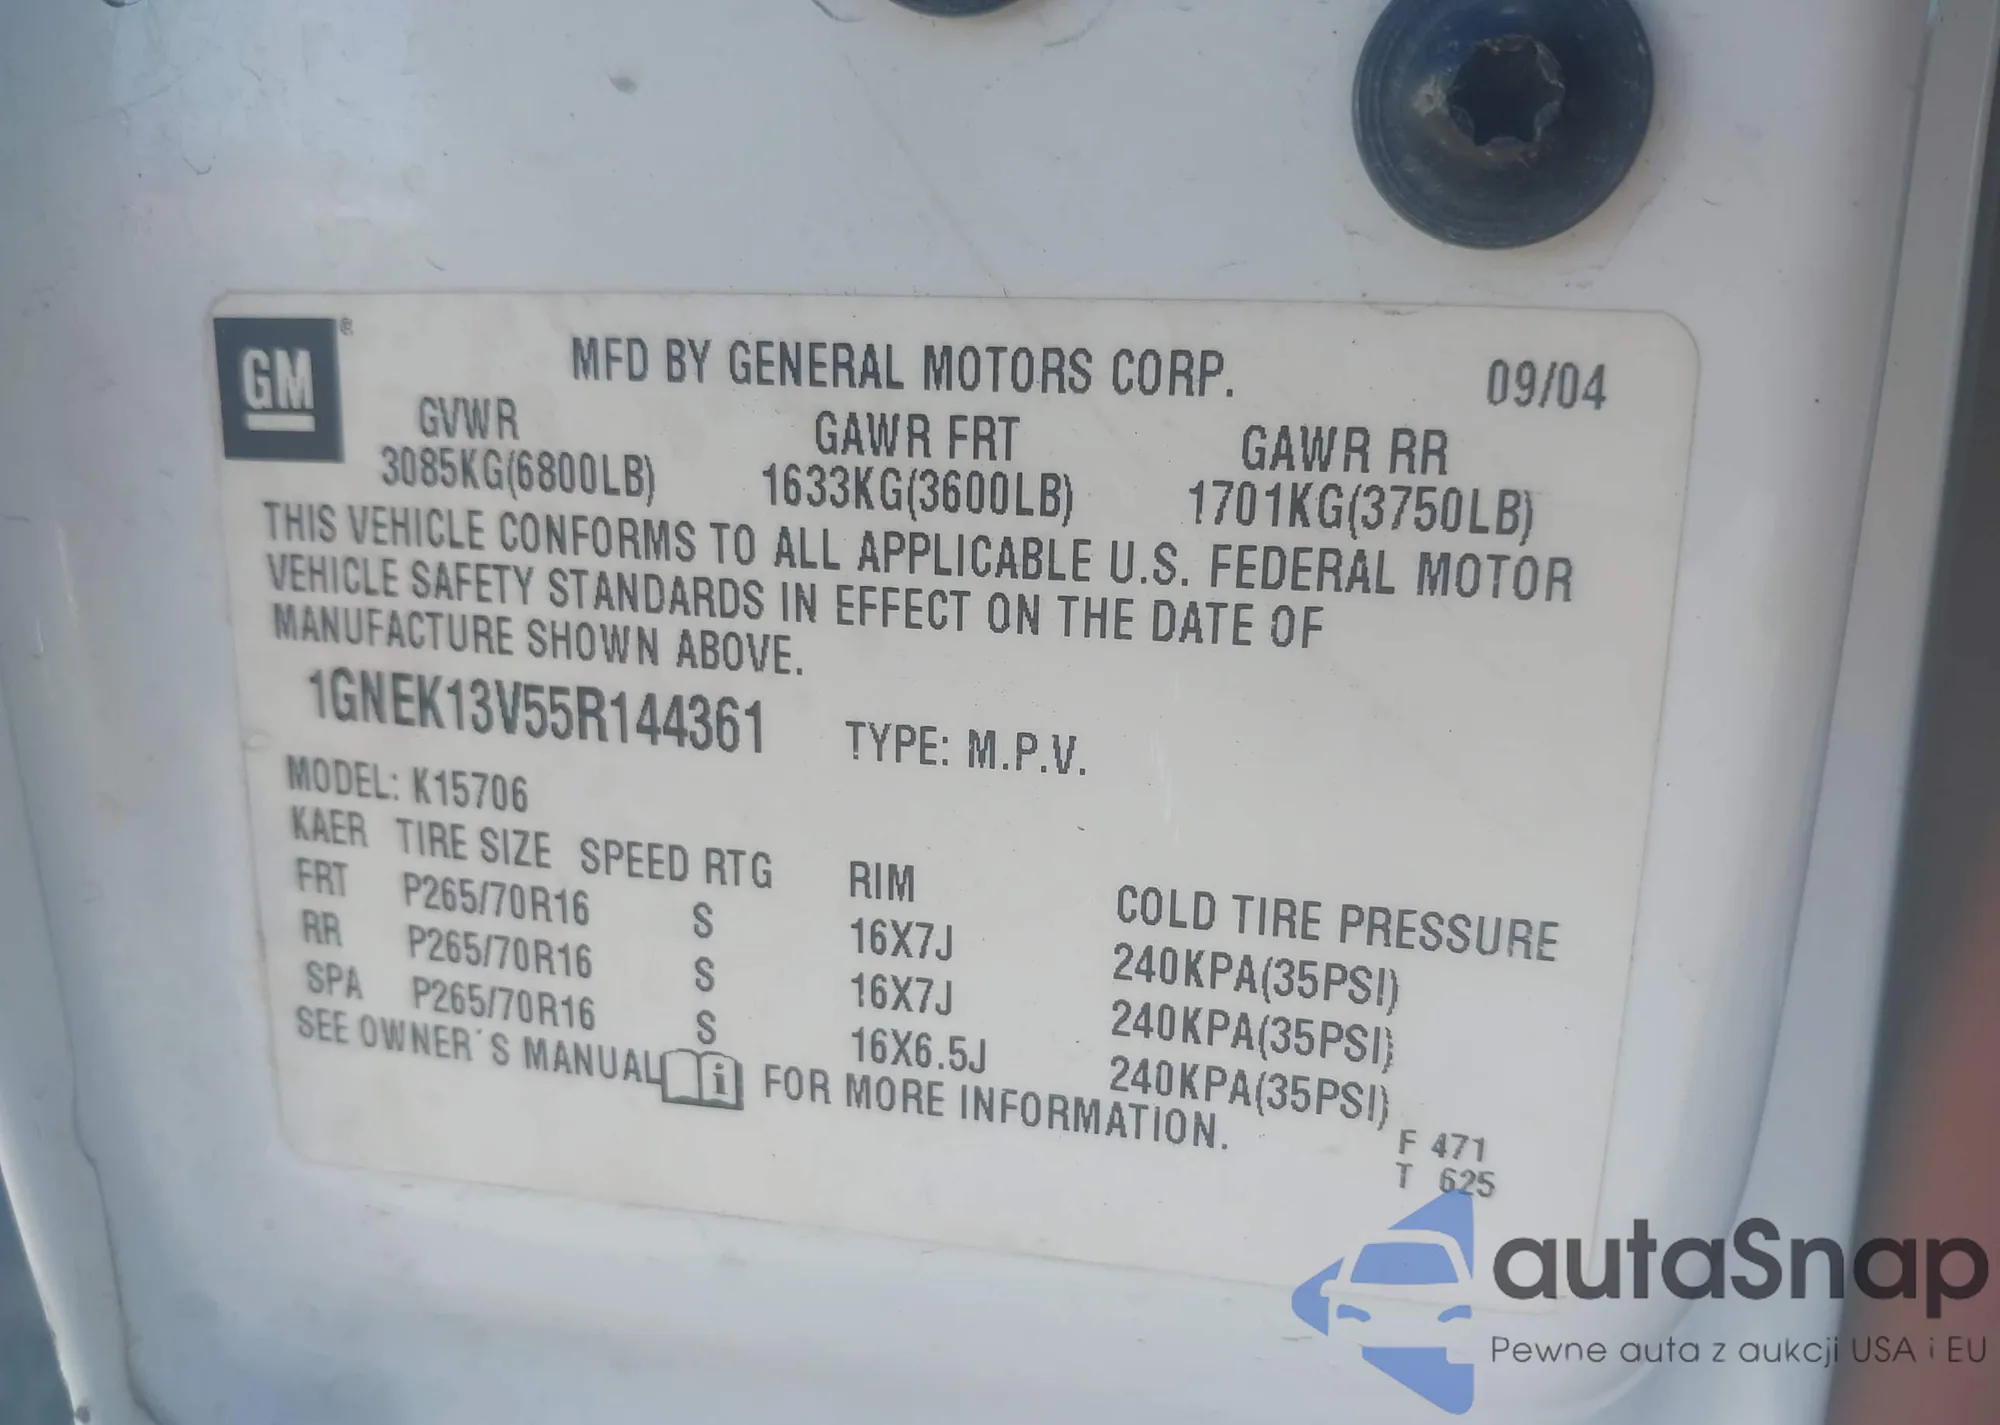 GM ®
MFD BY GENERAL MOTORS CORP. 09/04
GVWR GAWR FRT GAWR RR
3085KG(6800LB) 1633KG(3600LB) 1701KG(3750LB)
THIS VEHICLE CONFORMS TO ALL APPLICABLE U.S. FEDERAL MOTOR
VEHICLE SAFETY STANDARDS IN EFFECT ON THE DATE OF
MANUFACTURE SHOWN ABOVE.
1GNEK13V55R144361 TYPE: M.P.V.
MODEL: K15706
KAER TIRE SIZE SPEED RTG RIM COLD TIRE PRESSURE
FRT P265/70R16 S 16X7J 240KPA(35PSI)
RR P265/70R16 S 16X7J 240KPA(35PSI)
SPA P265/70R16 S 16X6.5J 240KPA(35PSI)
SEE OWNER´S MANUAL i FOR MORE INFORMATION.
F 471
T 625
autaSnap
Pewne auta z aukcji USA i EU